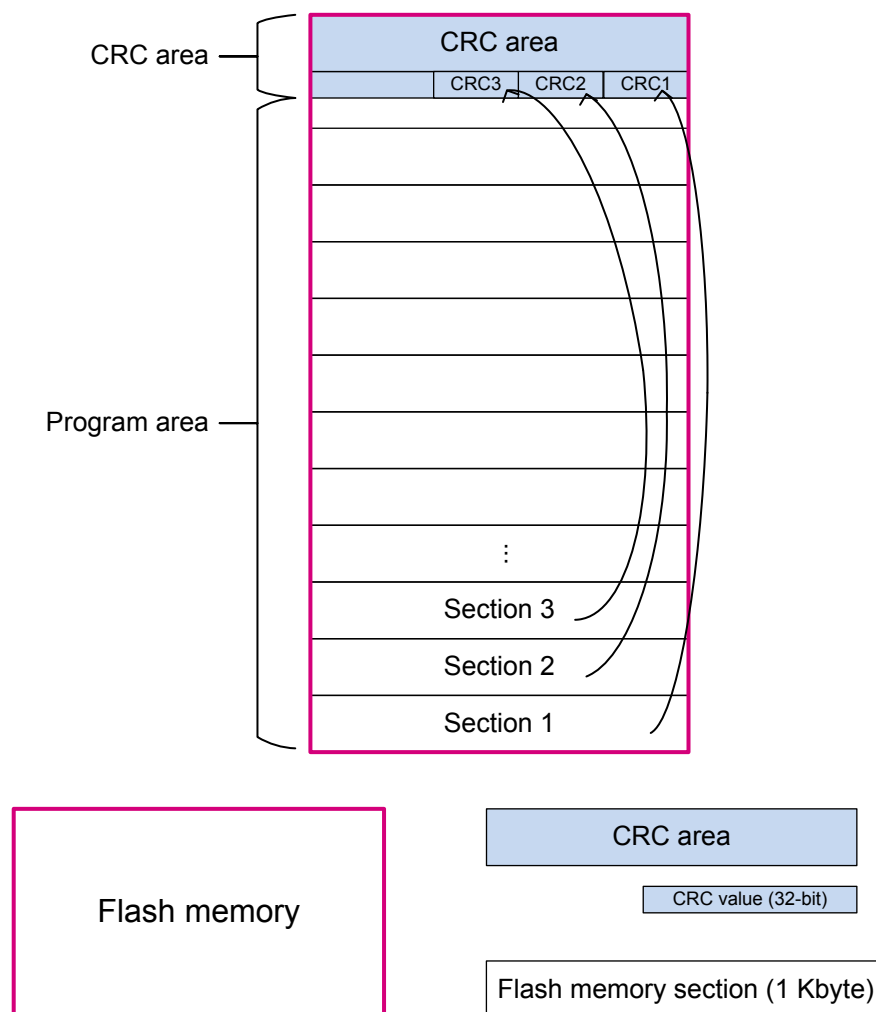 CRC area
CRC area
CRC3 CRC2 CRC1
Program area
⋮
Section 3
Section 2
Section 1
Flash memory
CRC area
CRC value (32-bit)
Flash memory section (1 Kbyte)